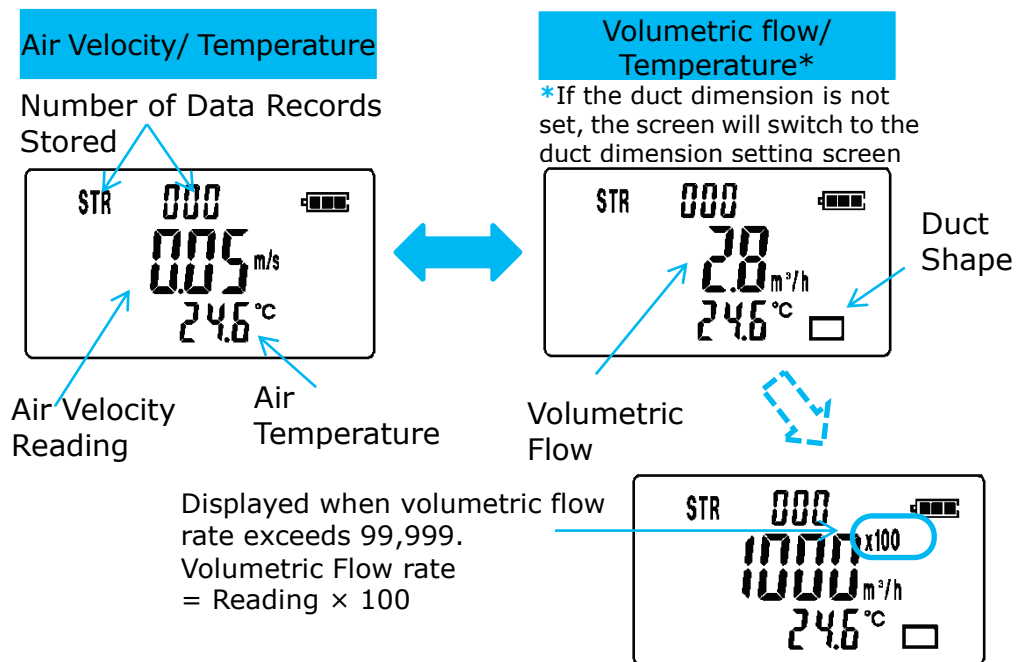 Air Velocity/ Temperature
Volumetric flow/
Temperature*
Number of Data Records
Stored
*If the duct dimension is not
set, the screen will switch to the
duct dimension setting screen
STR 000
0.05 m/s
24.6 °C
STR 000
2.8 m³/h
24.6 °C
Duct
Shape
Air Velocity
Reading
Air
Temperature
Volumetric
Flow
Displayed when volumetric flow
rate exceeds 99,999.
Volumetric Flow rate
= Reading × 100
STR 000
x100
1000 m³/h
24.6 °C